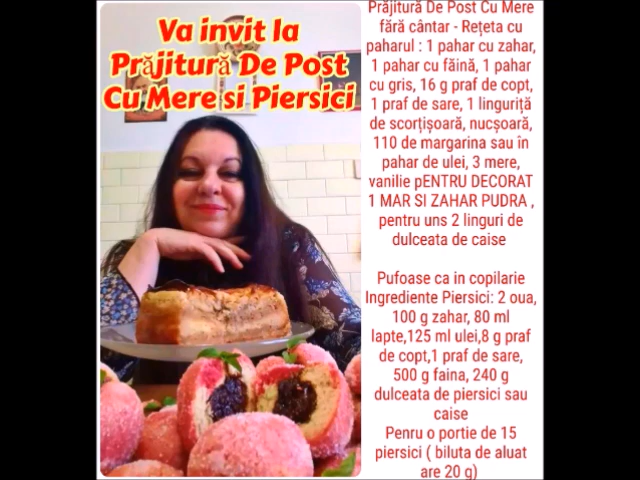 Va invit la
Prăjitură De Post
Cu Mere si Piersici
Prăjitură De Post Cu Mere
fără cântar - Rețeta cu
paharul : 1 pahar cu zahar,
1 pahar cu făină, 1 pahar
cu gris, 16 g praf de copt,
1 praf de sare, 1 linguriță
de scorțișoară, nucșoară,
110 de margarina sau în
pahar de ulei, 3 mere,
vanilie pENTRU DECORAT
1 MAR SI ZAHAR PUDRA ,
pentru uns 2 linguri de
dulceata de caise
Pufoase ca in copilarie
Ingrediente Piersici: 2 oua,
100 g zahar, 80 ml
lapte,125 ml ulei,8 g praf
de copt,1 praf de sare,
500 g faina, 240 g
dulceata de piersici sau
caise
Penru o portie de 15
piersici ( biluta de aluat
are 20 g)